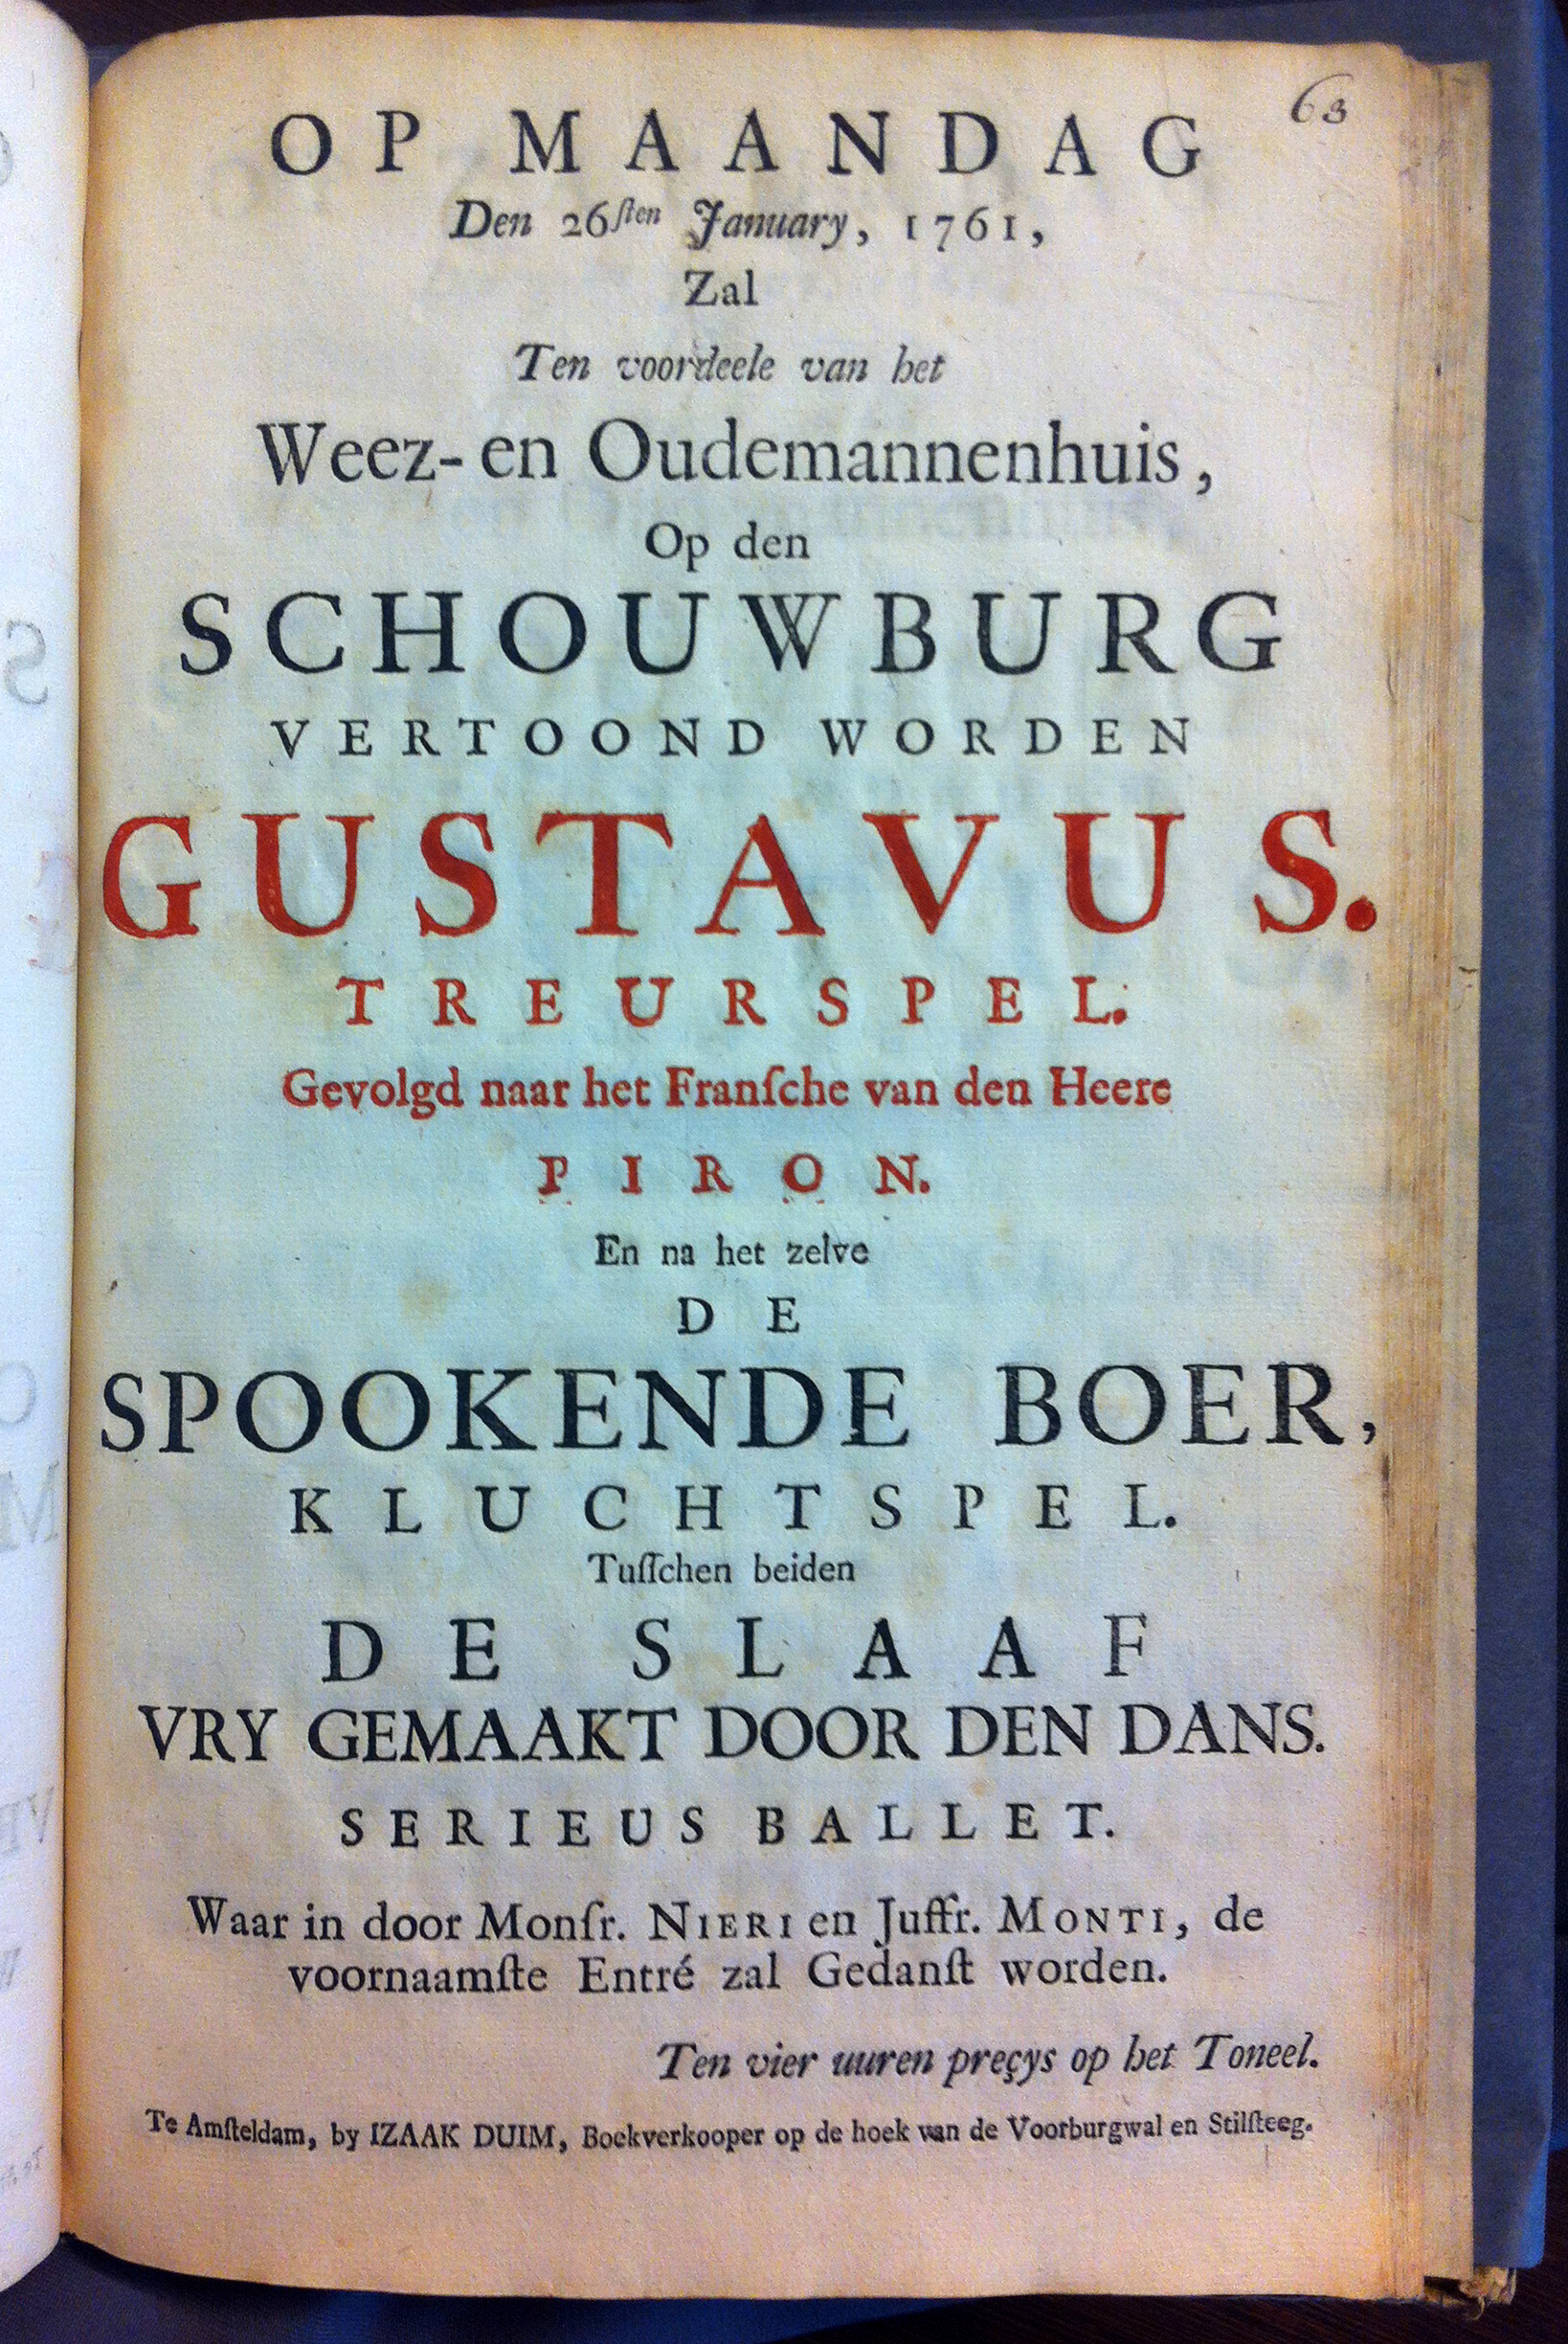 63
OP MAANDAG
Den 26ſten January, 1761,
Zal
Ten voordeele van het
Weez- en Oudemannenhuis,
Op den
SCHOUWBURG
VERTOOND WORDEN
GUSTAVUS.
TREURSPEL.
Gevolgd naar het Franſche van den Heere
PIRON.
En na het zelve
DE
SPOOKENDE BOER,
KLUCHTSPEL.
Tuſſchen beiden
DE SLAAF
VRY GEMAAKT DOOR DEN DANS.
SERIEUS BALLET.
Waar in door Monſr. NIERI en Juffr. MONTI, de
voornaamſte Entré zal Gedanſt worden.
Ten vier uuren preçys op het Toneel.
Te Amſteldam, by IZAAK DUIM, Boekverkooper op de hoek van de Voorburgwal en Stilſteeg.